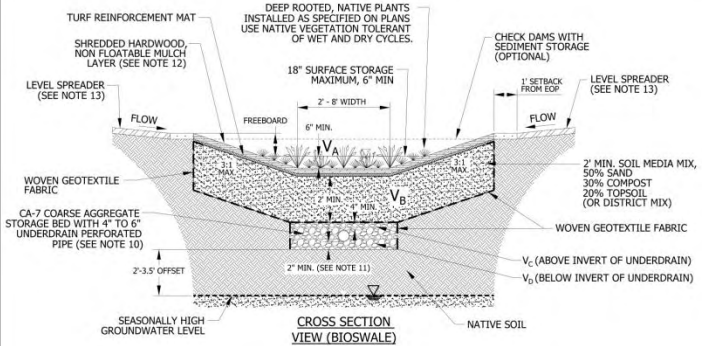 DEEP ROOTED, NATIVE PLANTS
INSTALLED AS SPECIFIED ON PLANS
USE NATIVE VEGETATION TOLERANT
OF WET AND DRY CYCLES.
TURF REINFORCEMENT MAT
SHREDDED HARDWOOD,
NON FLOATABLE MULCH
LAYER (SEE NOTE 12)
CHECK DAMS WITH
SEDIMENT STORAGE
(OPTIONAL)
18" SURFACE STORAGE
MAXIMUM, 6" MIN
1' SETBACK
FROM EOP
LEVEL SPREADER
(SEE NOTE 13)
LEVEL SPREADER
(SEE NOTE 13)
2' - 8' WIDTH
FLOW
FREEBOARD
FLOW
6" MIN.
VA
3:1
MAX.
3:1
MAX.
2' MIN. SOIL MEDIA MIX,
50% SAND
30% COMPOST
20% TOPSOIL
(OR DISTRICT MIX)
WOVEN GEOTEXTILE
FABRIC
2' MIN.
4" MIN.
VB
WOVEN GEOTEXTILE FABRIC
CA-7 COARSE AGGREGATE
STORAGE BED WITH 4" TO 6"
UNDERDRAIN PERFORATED
PIPE (SEE NOTE 10)
VC (ABOVE INVERT OF UNDERDRAIN)
VD (BELOW INVERT OF UNDERDRAIN)
2'-3.5' OFFSET
2" MIN. (SEE NOTE 11)
SEASONALLY HIGH
GROUNDWATER LEVEL
NATIVE SOIL
CROSS SECTION
VIEW (BIOSWALE)